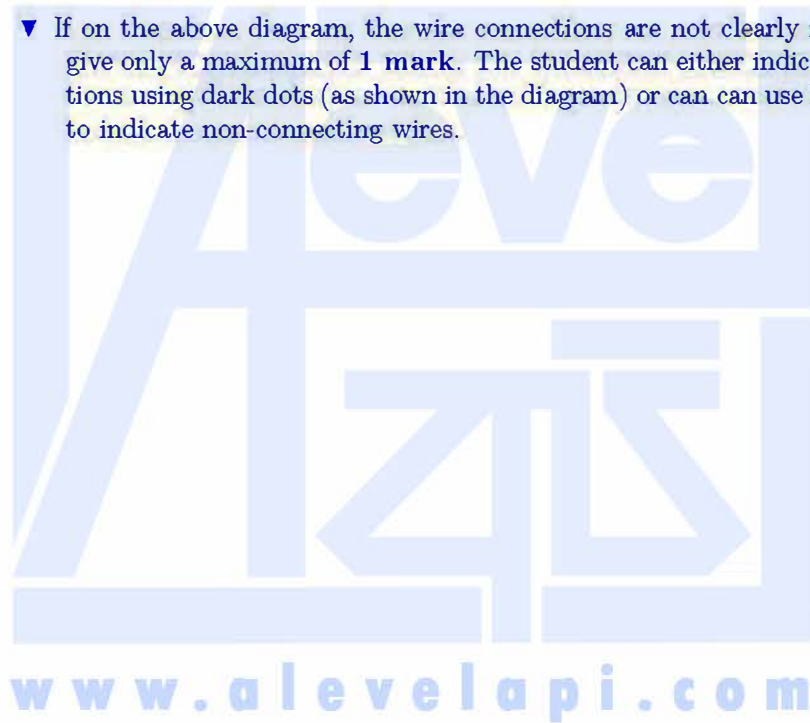 ▼ If on the above diagram, the wire connections are not clearly
give only a maximum of 1 mark. The student can either indic
tions using dark dots (as shown in the diagram) or can can use
to indicate non-connecting wires.
Aleve
www.alevelapi.com